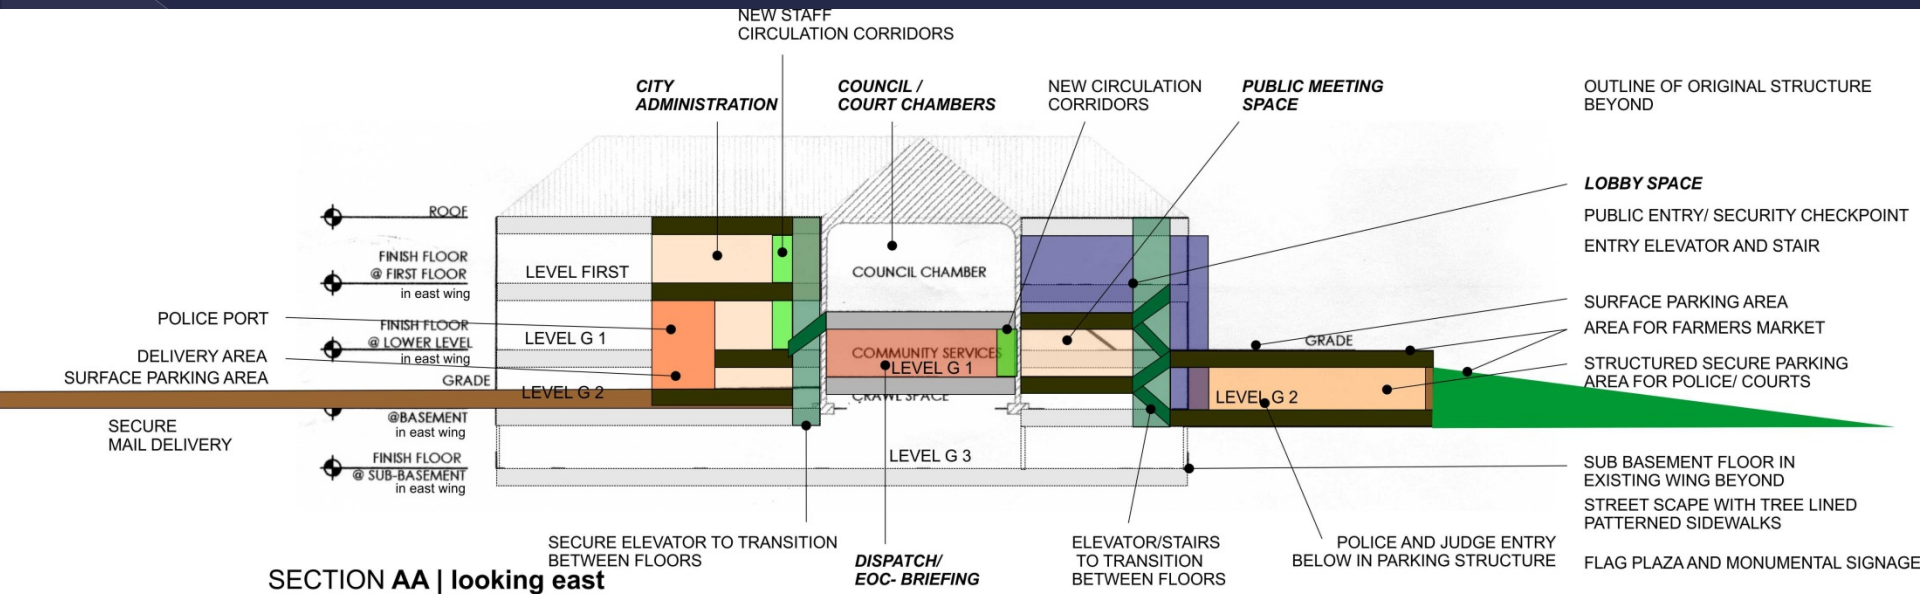 NEW STAFF
CIRCULATION CORRIDORS
CITY
ADMINISTRATION
COUNCIL /
COURT CHAMBERS
NEW CIRCULATION
CORRIDORS
PUBLIC MEETING
SPACE
OUTLINE OF ORIGINAL STRUCTURE
BEYOND
LOBBY SPACE
PUBLIC ENTRY/ SECURITY CHECKPOINT
ENTRY ELEVATOR AND STAIR
SURFACE PARKING AREA
AREA FOR FARMERS MARKET
STRUCTURED SECURE PARKING
AREA FOR POLICE/ COURTS
ROOF
FINISH FLOOR
@ FIRST FLOOR
in east wing
FINISH FLOOR
@ LOWER LEVEL
in east wing
GRADE
@BASEMENT
in east wing
FINISH FLOOR
@ SUB-BASEMENT
in east wing
POLICE PORT
DELIVERY AREA
SURFACE PARKING AREA
SECURE
MAIL DELIVERY
LEVEL FIRST
LEVEL G 1
LEVEL G 2
COUNCIL CHAMBER
COMMUNITY SERVICES
LEVEL G 1
CRAWL SPACE
LEVEL G 3
GRADE
LEVEL G 2
SUB BASEMENT FLOOR IN
EXISTING WING BEYOND
STREET SCAPE WITH TREE LINED
PATTERNED SIDEWALKS
FLAG PLAZA AND MONUMENTAL SIGNAGE
SECURE ELEVATOR TO TRANSITION
BETWEEN FLOORS
DISPATCH/
EOC- BRIEFING
ELEVATOR/STAIRS
TO TRANSITION
BETWEEN FLOORS
POLICE AND JUDGE ENTRY
BELOW IN PARKING STRUCTURE
SECTION AA | looking east